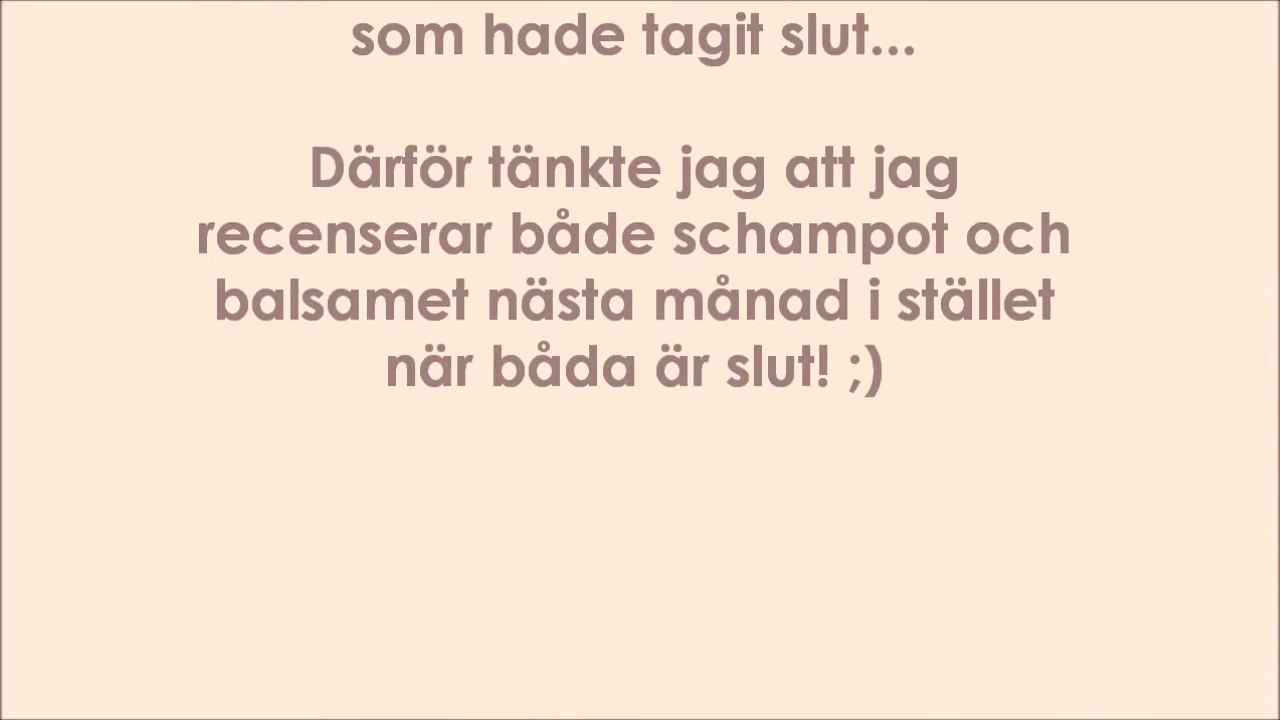 som hade tagit slut...
Därför tänkte jag att jag
recenserar både schampot och
balsamet nästa månad i stället
när båda är slut! ;)